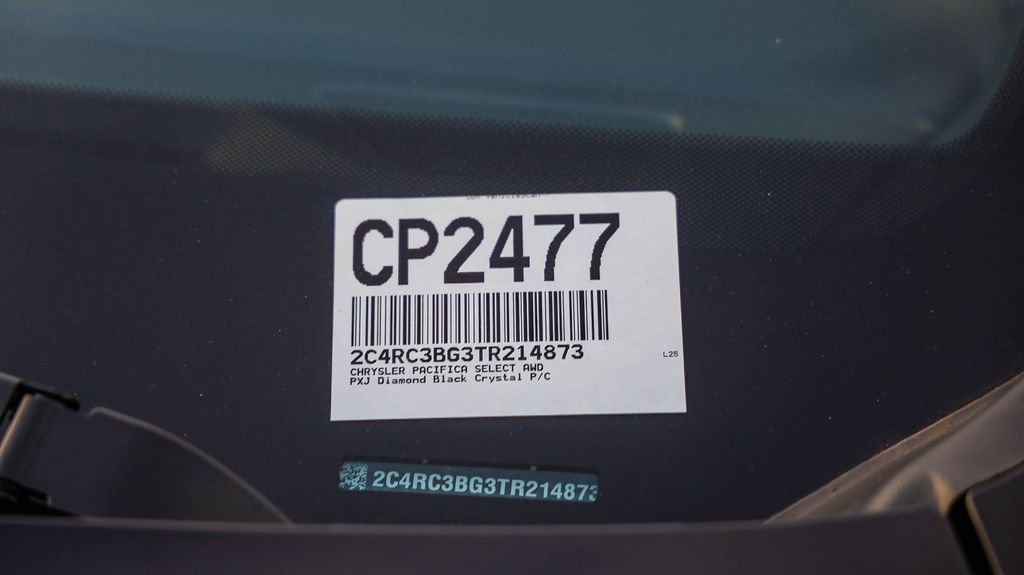 CP2477
2C4RC3BG3TR214873
L25
CHRYSLER PACIFICA SELECT AWD
PXJ Diamond Black Crystal P/C
2C4RC3BG3TR214873